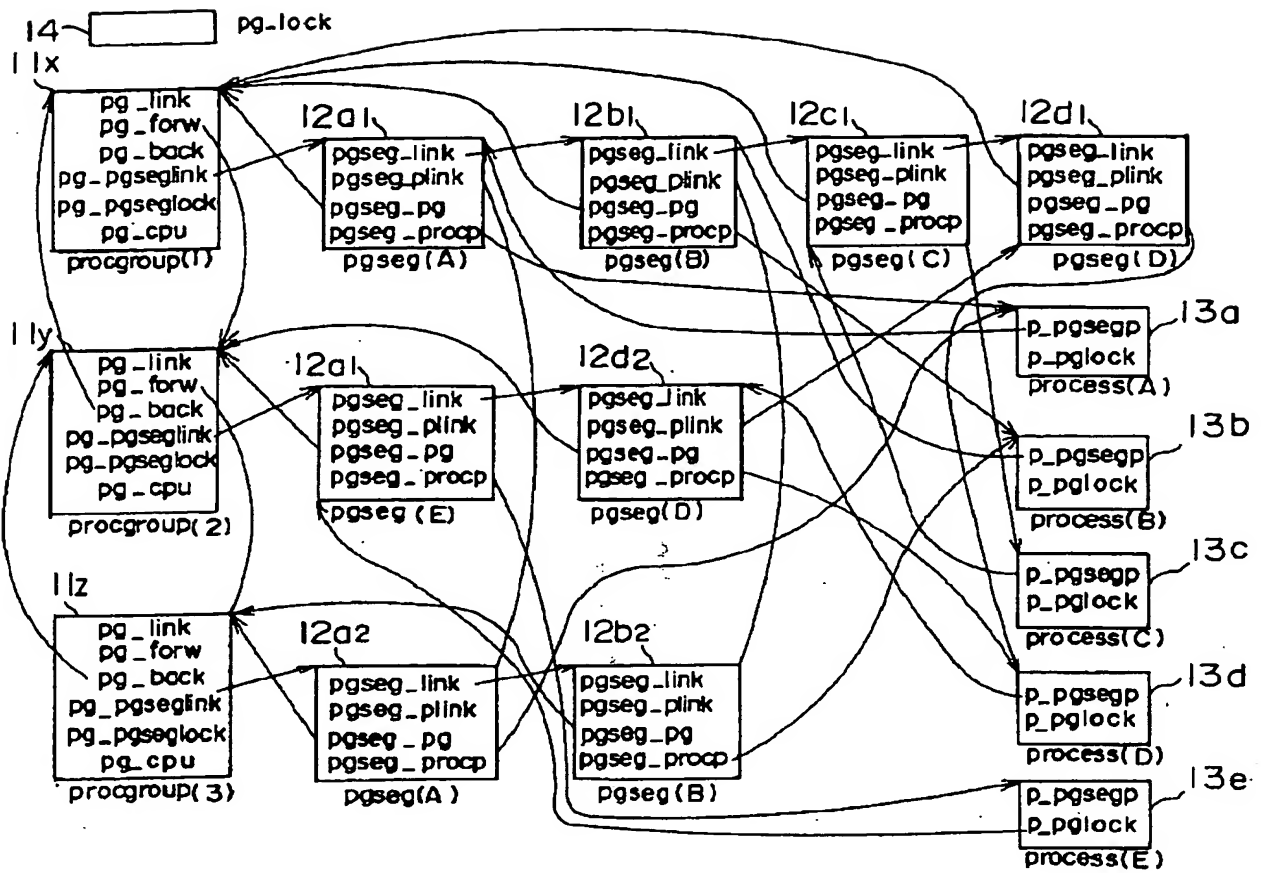 14 pg_lock
11x
pg_link
pg_forw
pg_back
pg_pgseglink
pg_pgseglock
pg_cpu
procgroup(1)
12a1
pgseg_link
pgseg_plink
pgseg_pg
pgseg_procp
pgseg(A)
12b1
pgseg_link
pgseg_plink
pgseg_pg
pgseg_procp
pgseg(B)
12c1
pgseg_link
pgseg_plink
pgseg_pg
pgseg_procp
pgseg(C)
12d1
pgseg_link
pgseg_plink
pgseg_pg
pgseg_procp
pgseg(D)
11y
pg_link
pg_forw
pg_back
pg_pgseglink
pg_pgseglock
pg_cpu
procgroup(2)
12a1
pgseg_link
pgseg_plink
pgseg_pg
pgseg_procp
pgseg(E)
12d2
pgseg_link
pgseg_plink
pgseg_pg
pgseg_procp
pgseg(D)
11z
pg_link
pg_forw
pg_back
pg_pgseglink
pg_pgseglock
pg_cpu
procgroup(3)
12a2
pgseg_link
pgseg_plink
pgseg_pg
pgseg_procp
pgseg(A)
12b2
pgseg_link
pgseg_plink
pgseg_pg
pgseg_procp
pgseg(B)
13a
p_pgsegp
p_pglock
process(A)
13b
p_pgsegp
p_pglock
process(B)
13c
p_pgsegp
p_pglock
process(C)
13d
p_pgsegp
p_pglock
process(D)
13e
p_pgsegp
p_pglock
process(E)